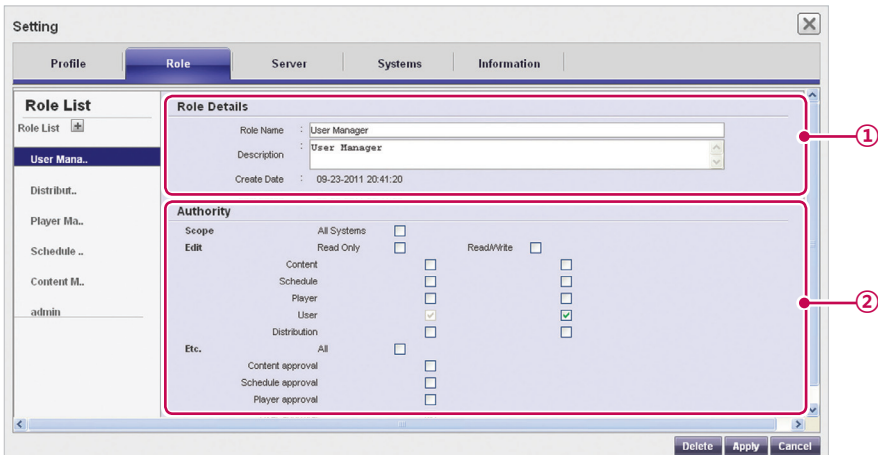 Setting
Profile Role Server Systems Information
Role List
Role List
User Mana..
Distribut..
Player Ma..
Schedule ..
Content M..
admin
Role Details
Role Name : User Manager
Description : User Manager
Create Date : 09-23-2011 20:41:20
Authority
Scope All Systems
Edit Read Only Read/Write
Content
Schedule
Player
User
Distribution
Etc. All
Content approval
Schedule approval
Player approval
Delete Apply Cancel
1
2